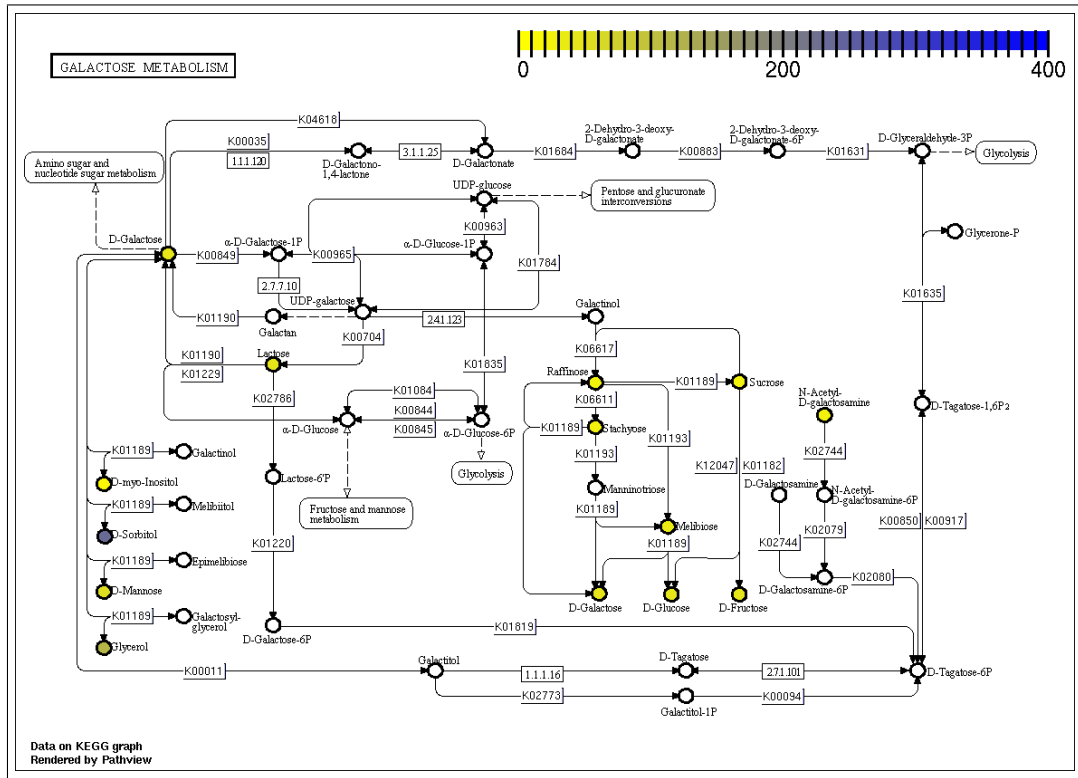 0
200
400
GALACTOSE METABOLISM
K04618
K00035
1.1.1.120
3.1.1.25
D-Galactono-
1,4-lactone
D-Galactonate
K01684
2-Dehydro-3-deoxy-
D-galactonate
K00883
2-Dehydro-3-deoxy-
D-galactonate-6P
K01631
D-Glyceraldehyde-3P
Glycolysis
Amino sugar and
nucleotide sugar metabolism
UDP-glucose
Pentose and glucuronate
interconversions
K00963
D-Galactose
K00849
α-D-Galactose-1P
K00965
α-D-Glucose-1P
K01784
Glycerone-P
2.7.7.10
UDP-galactose
K01190
Galactan
2.4.1.123
Galactinol
K01635
K00704
K01190
K01229
Lactose
K01835
K06617
Raffinose
K01189
Sucrose
K02786
K01084
K00844
K00845
α-D-Glucose
α-D-Glucose-6P
K06611
K01189
Stachyose
K01193
N-Acetyl-
D-galactosamine
D-Tagatose-1,6P2
K01189
Galactinol
D-myo-Inositol
Lactose-6'P
Glycolysis
K01193
K12047
K01182
K02744
Manninotriose
D-Galactosamine
N-Acetyl-
D-galactosamine-6P
K01189
Melibiitol
D-Sorbitol
Fructose and mannose
metabolism
K01189
Melibiose
K00850
K00917
K01220
K01189
K02744
K02079
K01189
Epimelibiose
D-Mannose
D-Galactosamine-6P
K02080
D-Galactose
D-Glucose
D-Fructose
K01189
Galactosyl-
glycerol
Glycerol
D-Galactose-6P
K01819
K00011
Galactitol
1.1.1.16
D-Tagatose
2.7.1.101
D-Tagatose-6P
K02773
Galactitol-1P
K00094
Data on KEGG graph
Rendered by Pathview